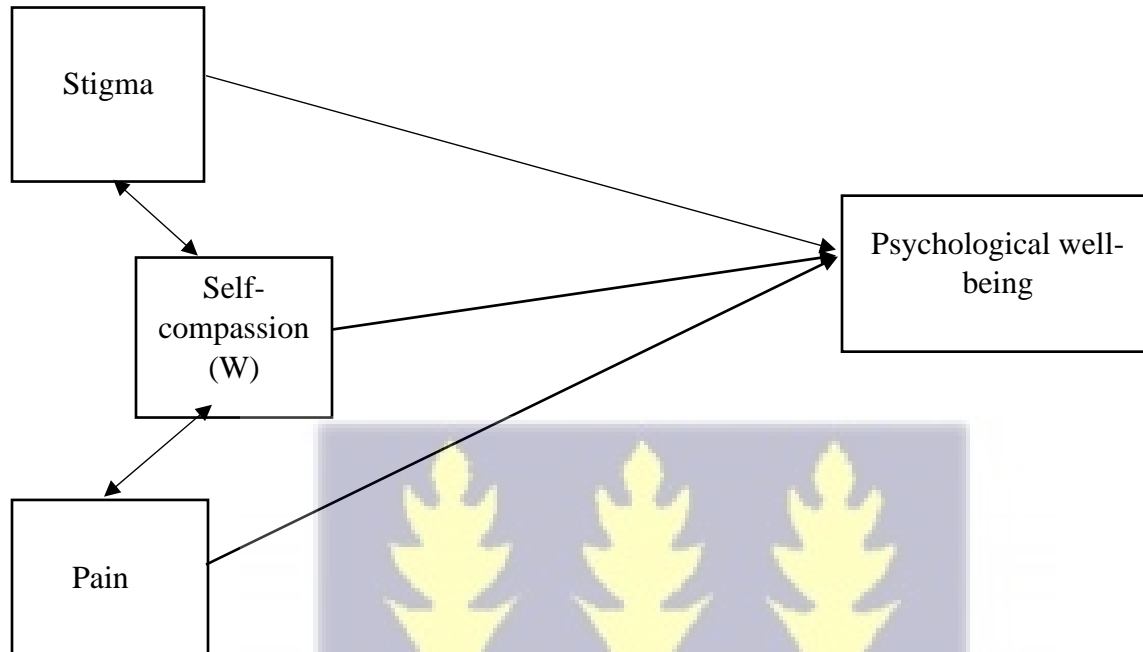 Stigma
Psychological well-
being
Self-
compassion
(W)
Pain